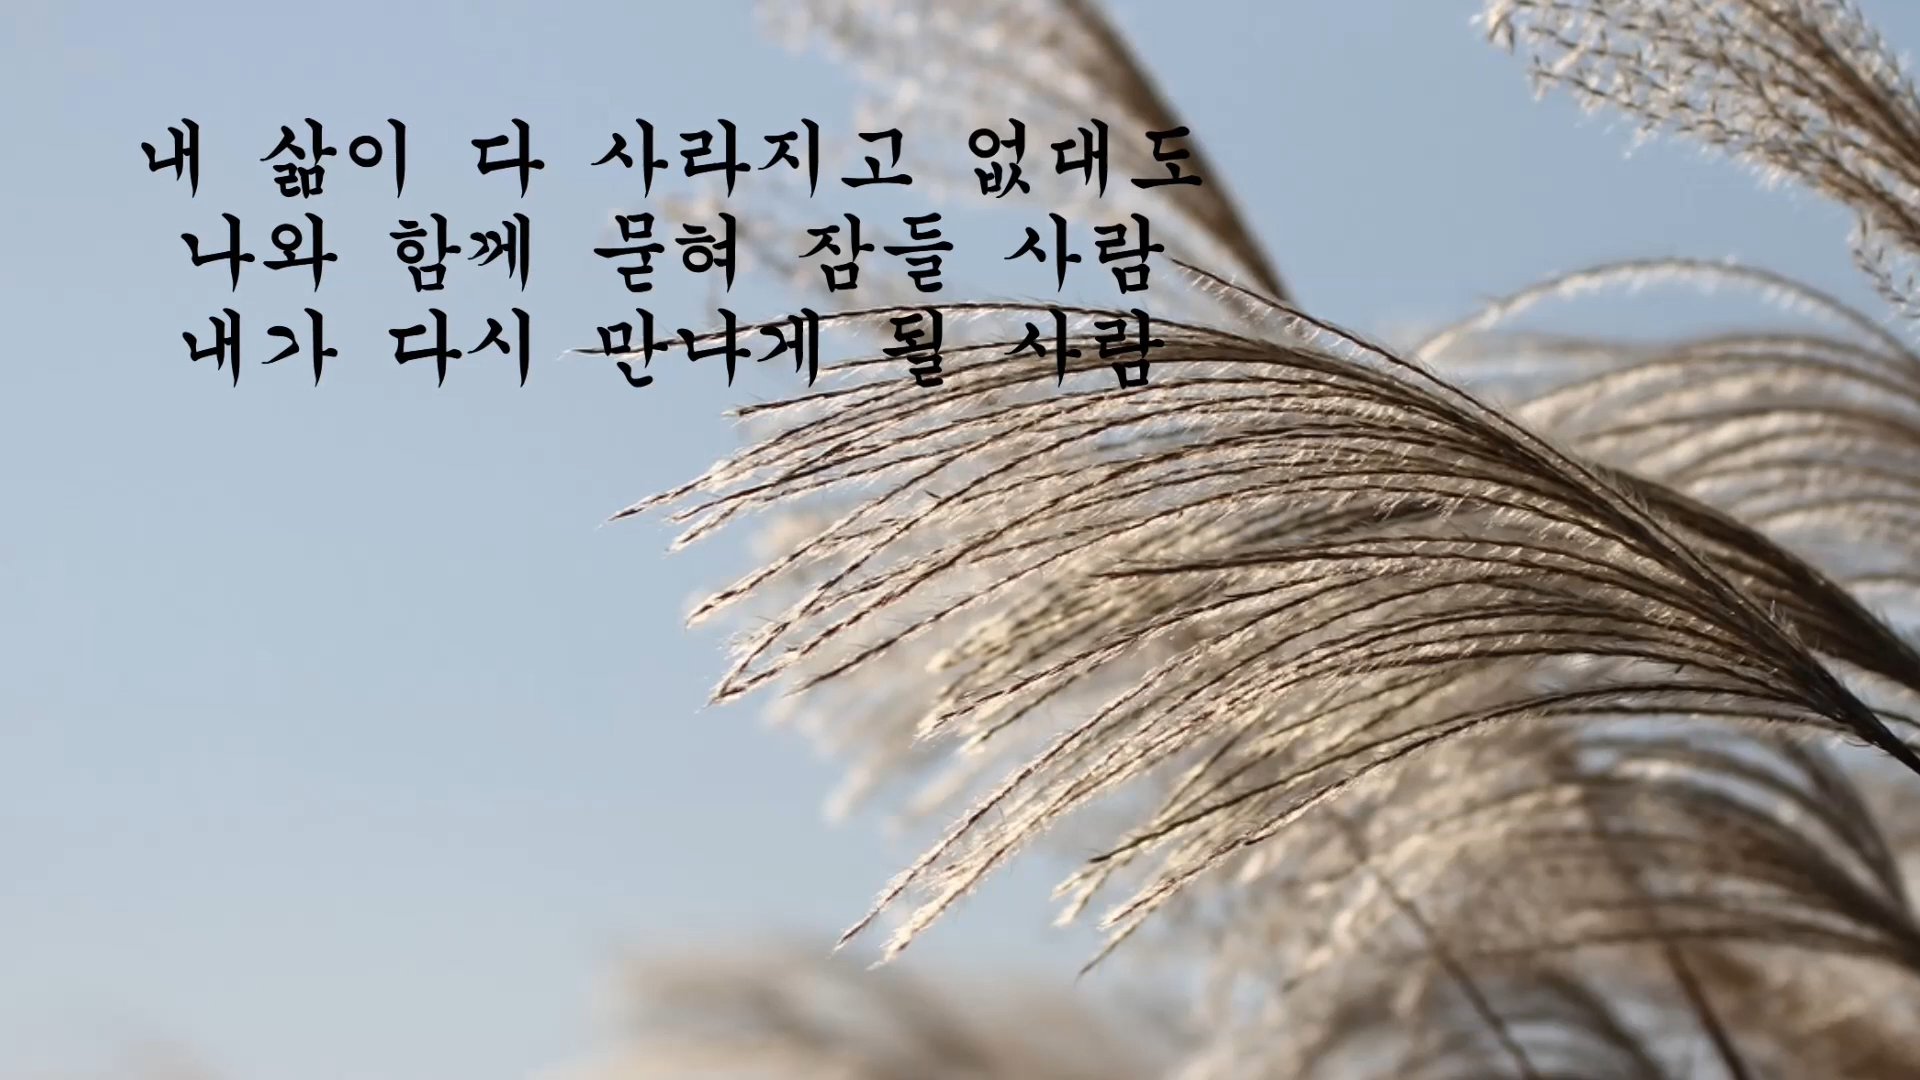 내 삶이 다 사라지고 없대도
나와 함께 묻혀 잠들 사람
내가 다시 만나게 될 사람